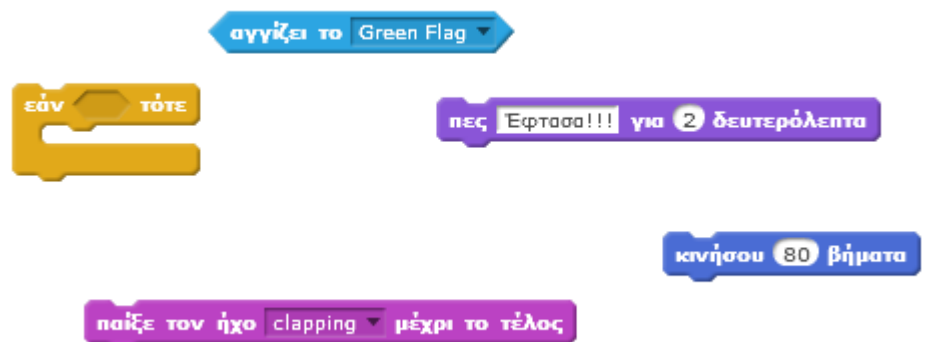 αγγίζει το Green Flag
εάν τότε
πες Έφτασα!!! για 2 δευτερόλεπτα
κινήσου 80 βήματα
παίξε τον ήχο clapping μέχρι το τέλος